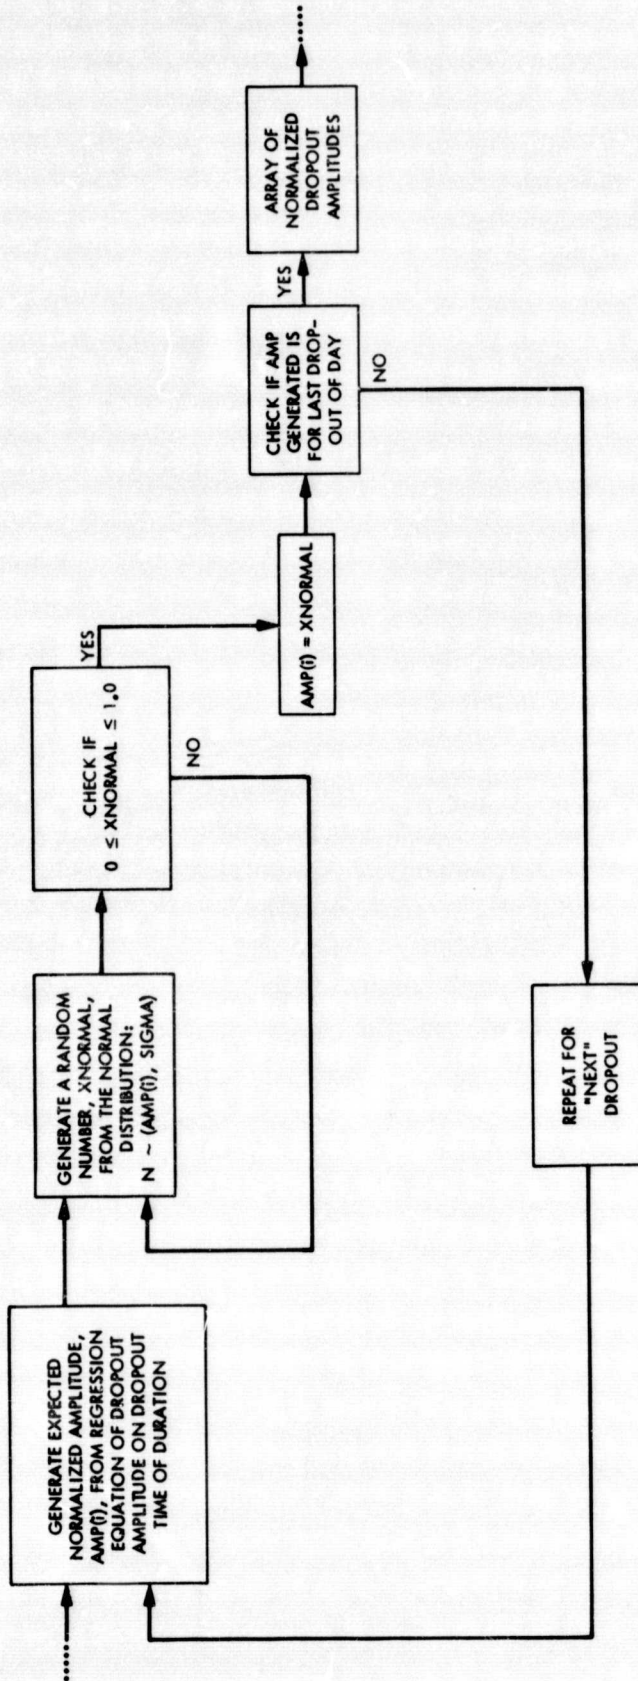 GENERATE EXPECTED
NORMALIZED AMPLITUDE,
AMP(i), FROM REGRESSION
EQUATION OF DROPOUT
AMPLITUDE ON DROPOUT
TIME OF DURATION
GENERATE A RANDOM
NUMBER, XNORMAL,
FROM THE NORMAL
DISTRIBUTION:
N ~ (AMP(i), SIGMA)
CHECK IF
0 ≤ XNORMAL ≤ 1.0
YES
NO
AMP(i) = XNORMAL
CHECK IF AMP
GENERATED IS
FOR LAST DROP-
OUT OF DAY
YES
NO
ARRAY OF
NORMALIZED
DROPOUT
AMPLITUDES
REPEAT FOR
"NEXT"
DROPOUT